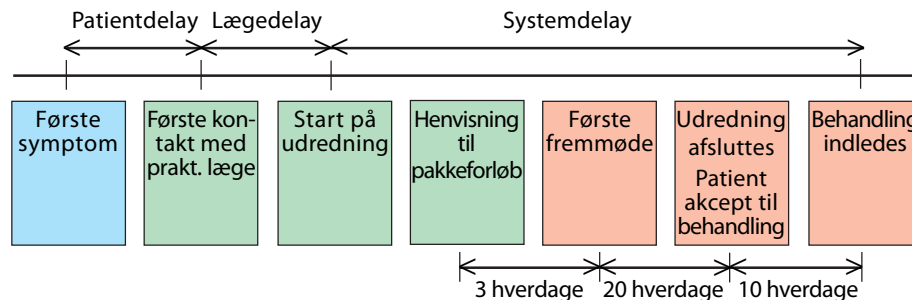 Patientdelay Lægedelay Systemdelay
Første
symptom
Første kon-
takt med
prakt. læge
Start på
udredning
Henvisning
til
pakkeforløb
Første
fremmøde
Udredning
afsluttes
Patient
akcept til
behandling
Behandling
indledes
3 hverdage 20 hverdage 10 hverdage